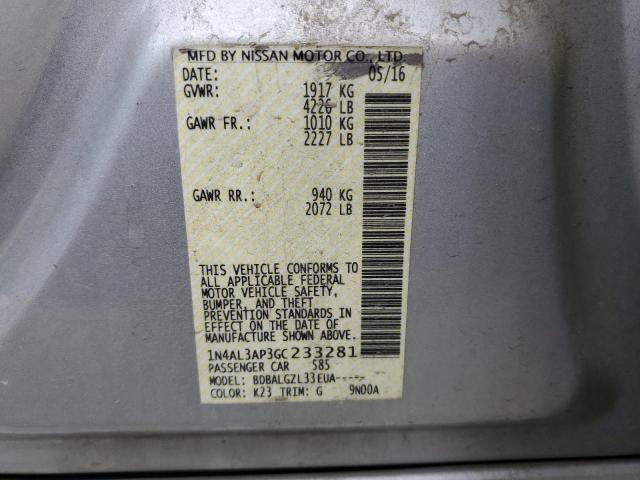 MFD BY NISSAN MOTOR CO., LTD.
DATE: 05/16
GVWR: 1917 KG
4226 LB
GAWR FR.: 1010 KG
2227 LB
GAWR RR.: 940 KG
2072 LB
THIS VEHICLE CONFORMS TO
ALL APPLICABLE FEDERAL
MOTOR VEHICLE SAFETY,
BUMPER, AND THEFT
PREVENTION STANDARDS IN
EFFECT ON THE DATE OF
MANUFACTURE SHOWN ABOVE.
1N4AL3AP3GC233281
PASSENGER CAR 585
MODEL: BDBALGZL33EUA-----
COLOR: K23 TRIM: G 9N00A